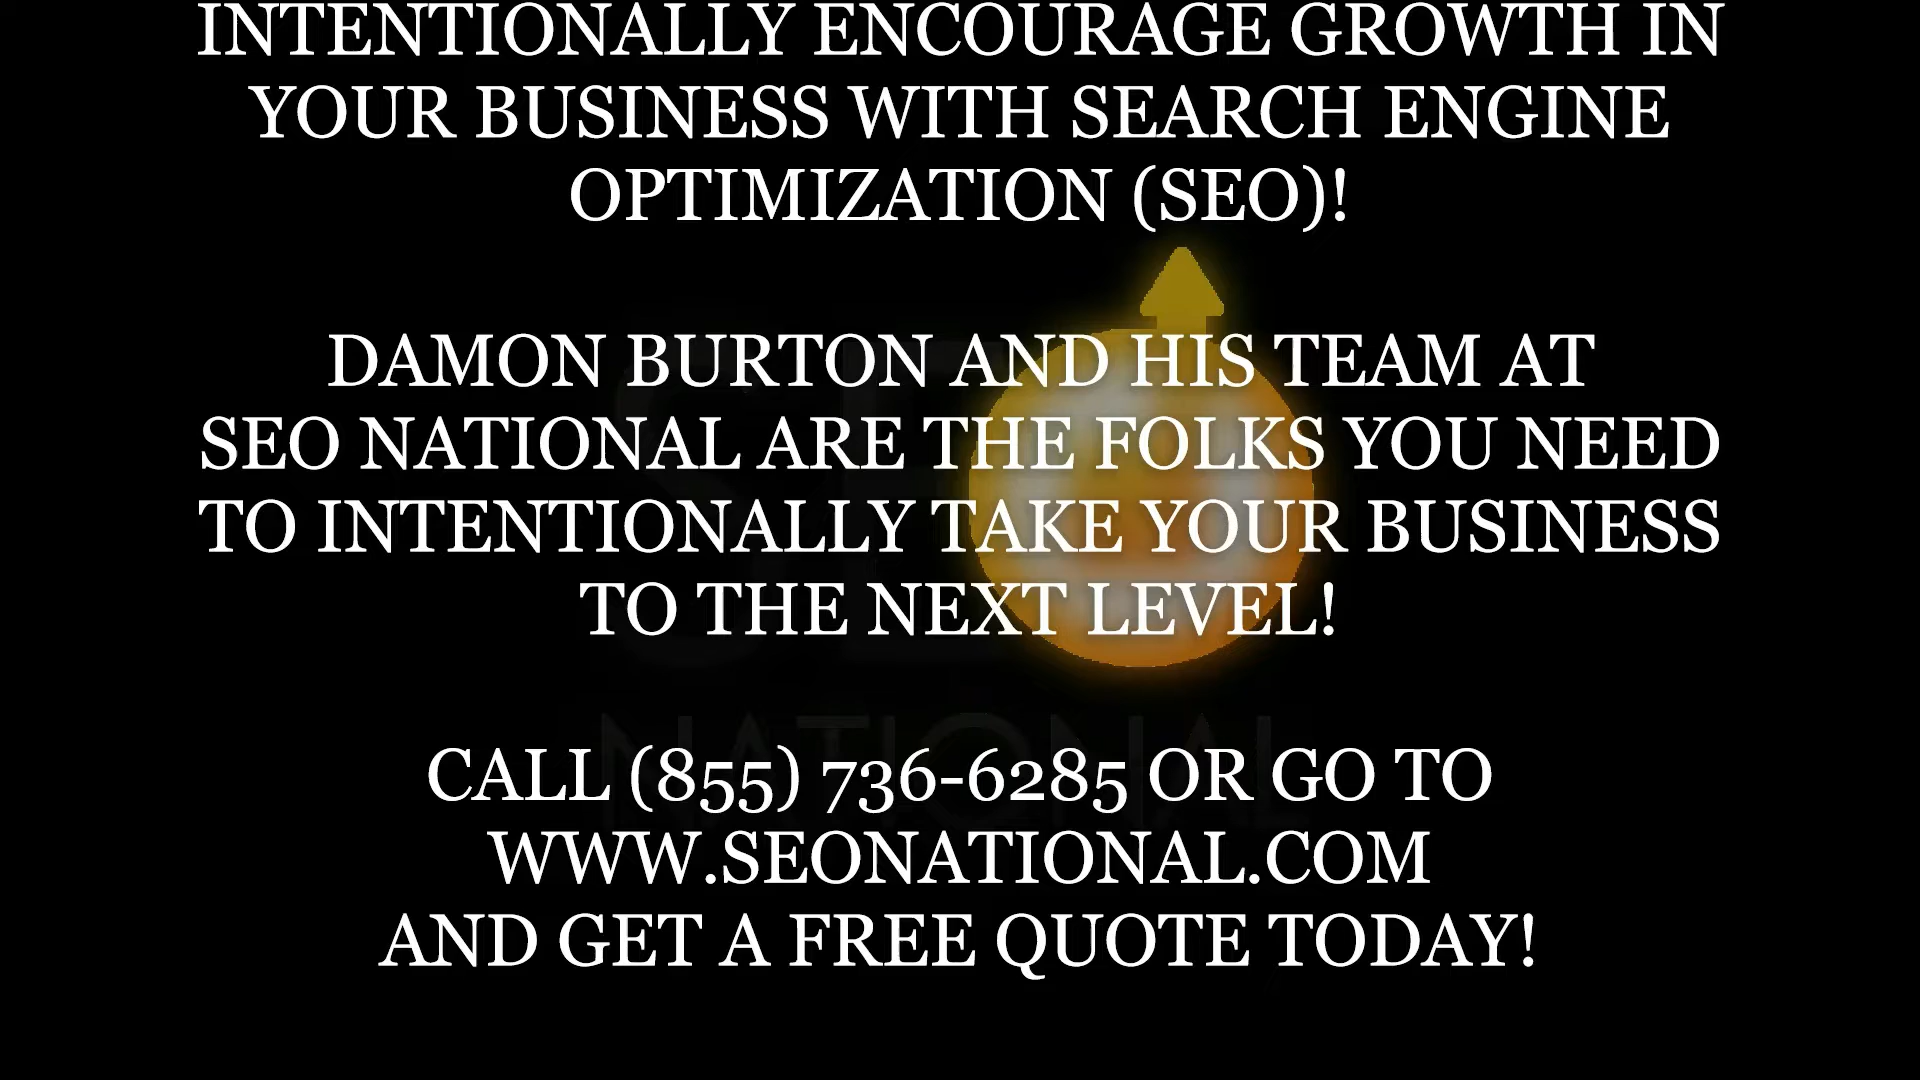 INTENTIONALLY ENCOURAGE GROWTH IN
YOUR BUSINESS WITH SEARCH ENGINE
OPTIMIZATION (SEO)!
DAMON BURTON AND HIS TEAM AT
SEO NATIONAL ARE THE FOLKS YOU NEED
TO INTENTIONALLY TAKE YOUR BUSINESS
TO THE NEXT LEVEL!
CALL (855) 736-6285 OR GO TO
WWW.SEONATIONAL.COM
AND GET A FREE QUOTE TODAY!
SEO
NATIONAL